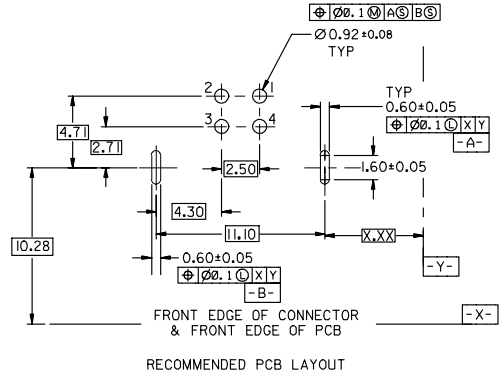 ⌖ Ø0.1 Ⓜ A Ⓢ B Ⓢ
Ø0.92±0.08
TYP
2 1
3 4
TYP
0.60±0.05
⌖ Ø0.1 Ⓛ X Y
-A-
4.71
2.71
2.50
1.60±0.05
4.30
11.10
X.XX
10.28
0.60±0.05
⌖ Ø0.1 Ⓛ X Y
-B-
-Y-
FRONT EDGE OF CONNECTOR
& FRONT EDGE OF PCB
-X-
RECOMMENDED PCB LAYOUT